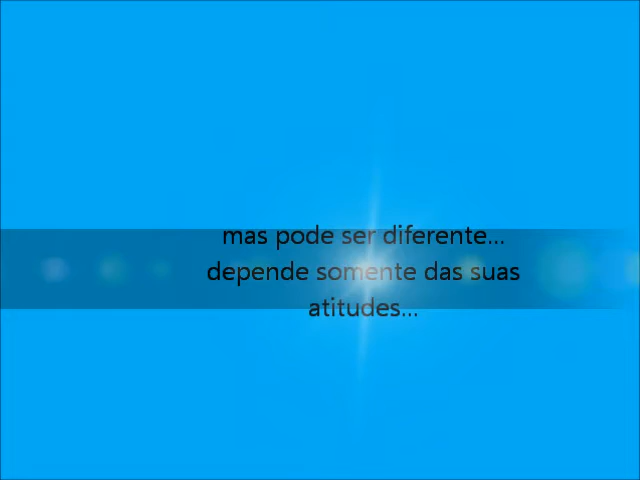 mas pode ser diferente...
depende somente das suas
atitudes...